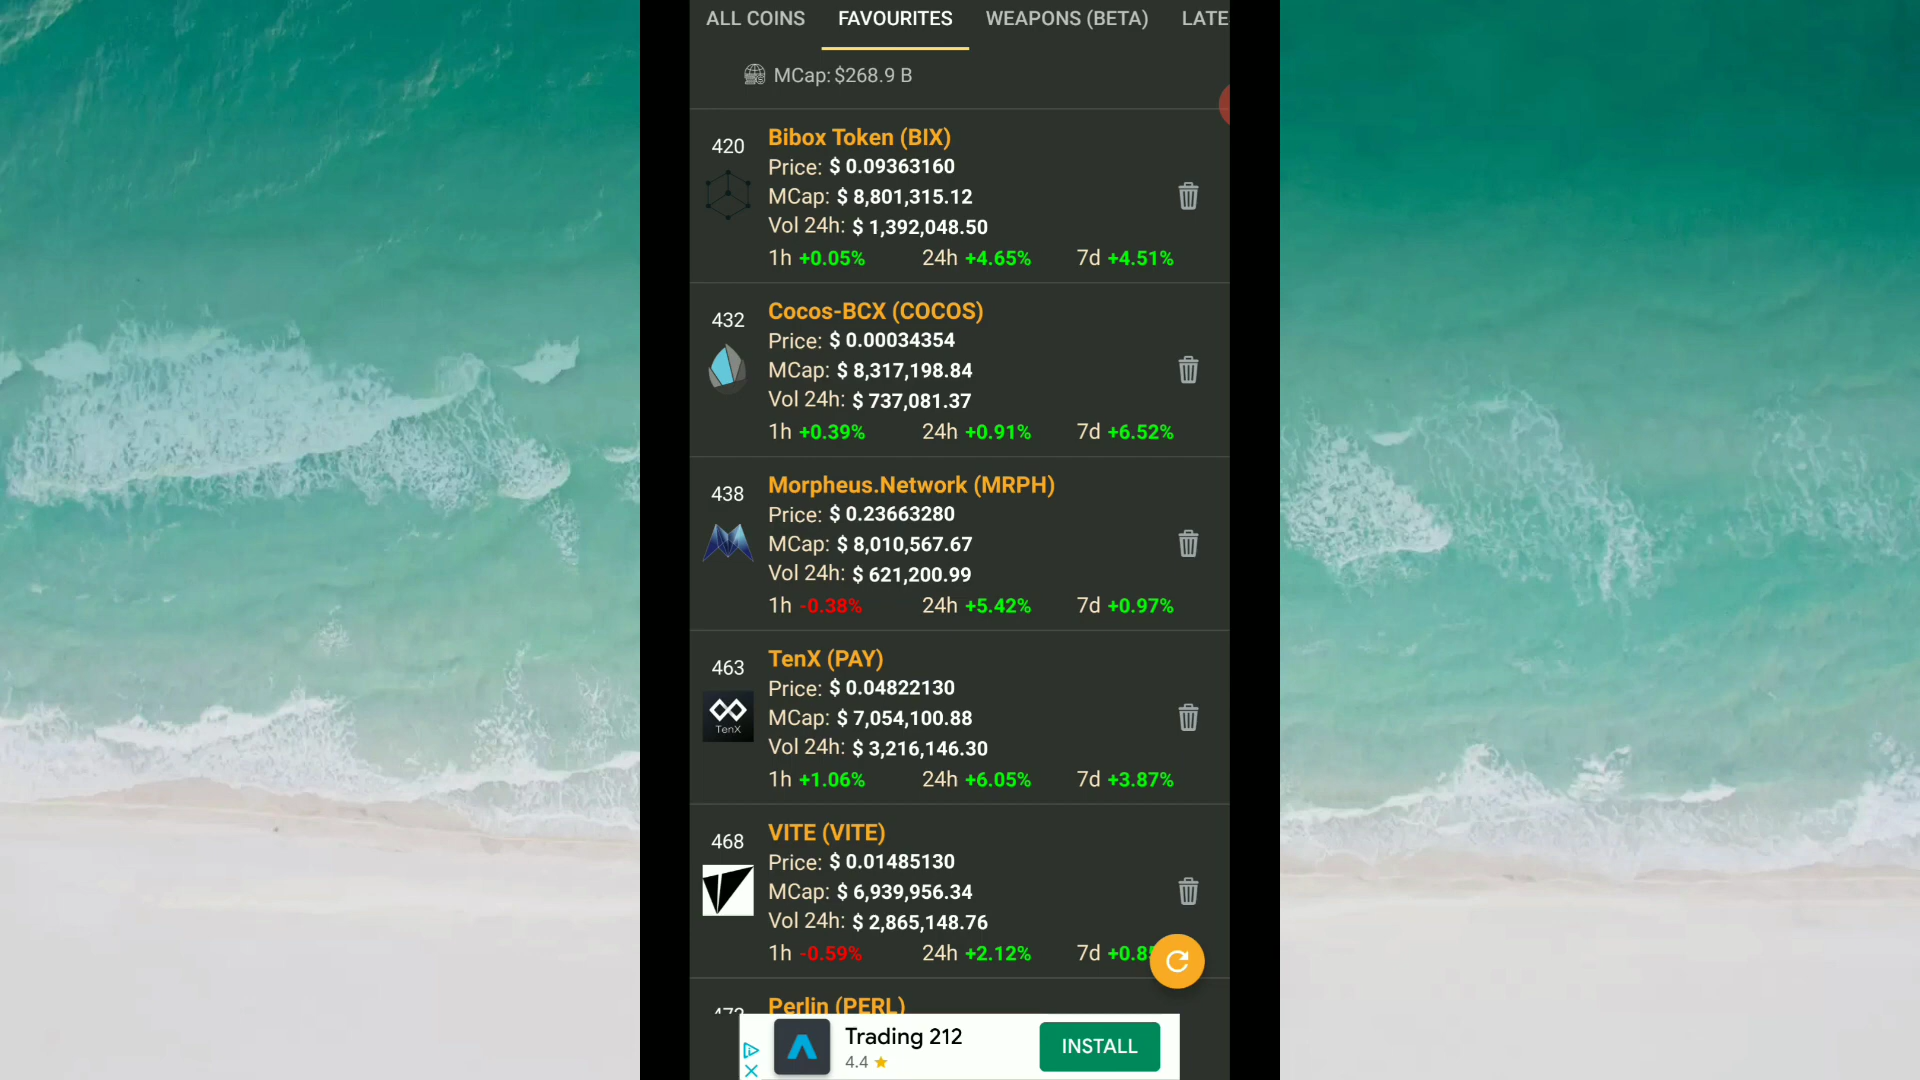 ALL COINS FAVOURITES WEAPONS (BETA) LATE
MCap: $268.9 B
420 Bibox Token (BIX)
Price: $ 0.09363160
MCap: $ 8,801,315.12
Vol 24h: $ 1,392,048.50
1h +0.05% 24h +4.65% 7d +4.51%
432 Cocos-BCX (COCOS)
Price: $ 0.00034354
MCap: $ 8,317,198.84
Vol 24h: $ 737,081.37
1h +0.39% 24h +0.91% 7d +6.52%
438 Morpheus.Network (MRPH)
Price: $ 0.23663280
MCap: $ 8,010,567.67
Vol 24h: $ 621,200.99
1h -0.38% 24h +5.42% 7d +0.97%
463 TenX (PAY)
Price: $ 0.04822130
TenX
MCap: $ 7,054,100.88
Vol 24h: $ 3,216,146.30
1h +1.06% 24h +6.05% 7d +3.87%
468 VITE (VITE)
Price: $ 0.01485130
MCap: $ 6,939,956.34
Vol 24h: $ 2,865,148.76
1h -0.59% 24h +2.12% 7d
Perlin (PERL)
Trading 212
4.4
INSTALL